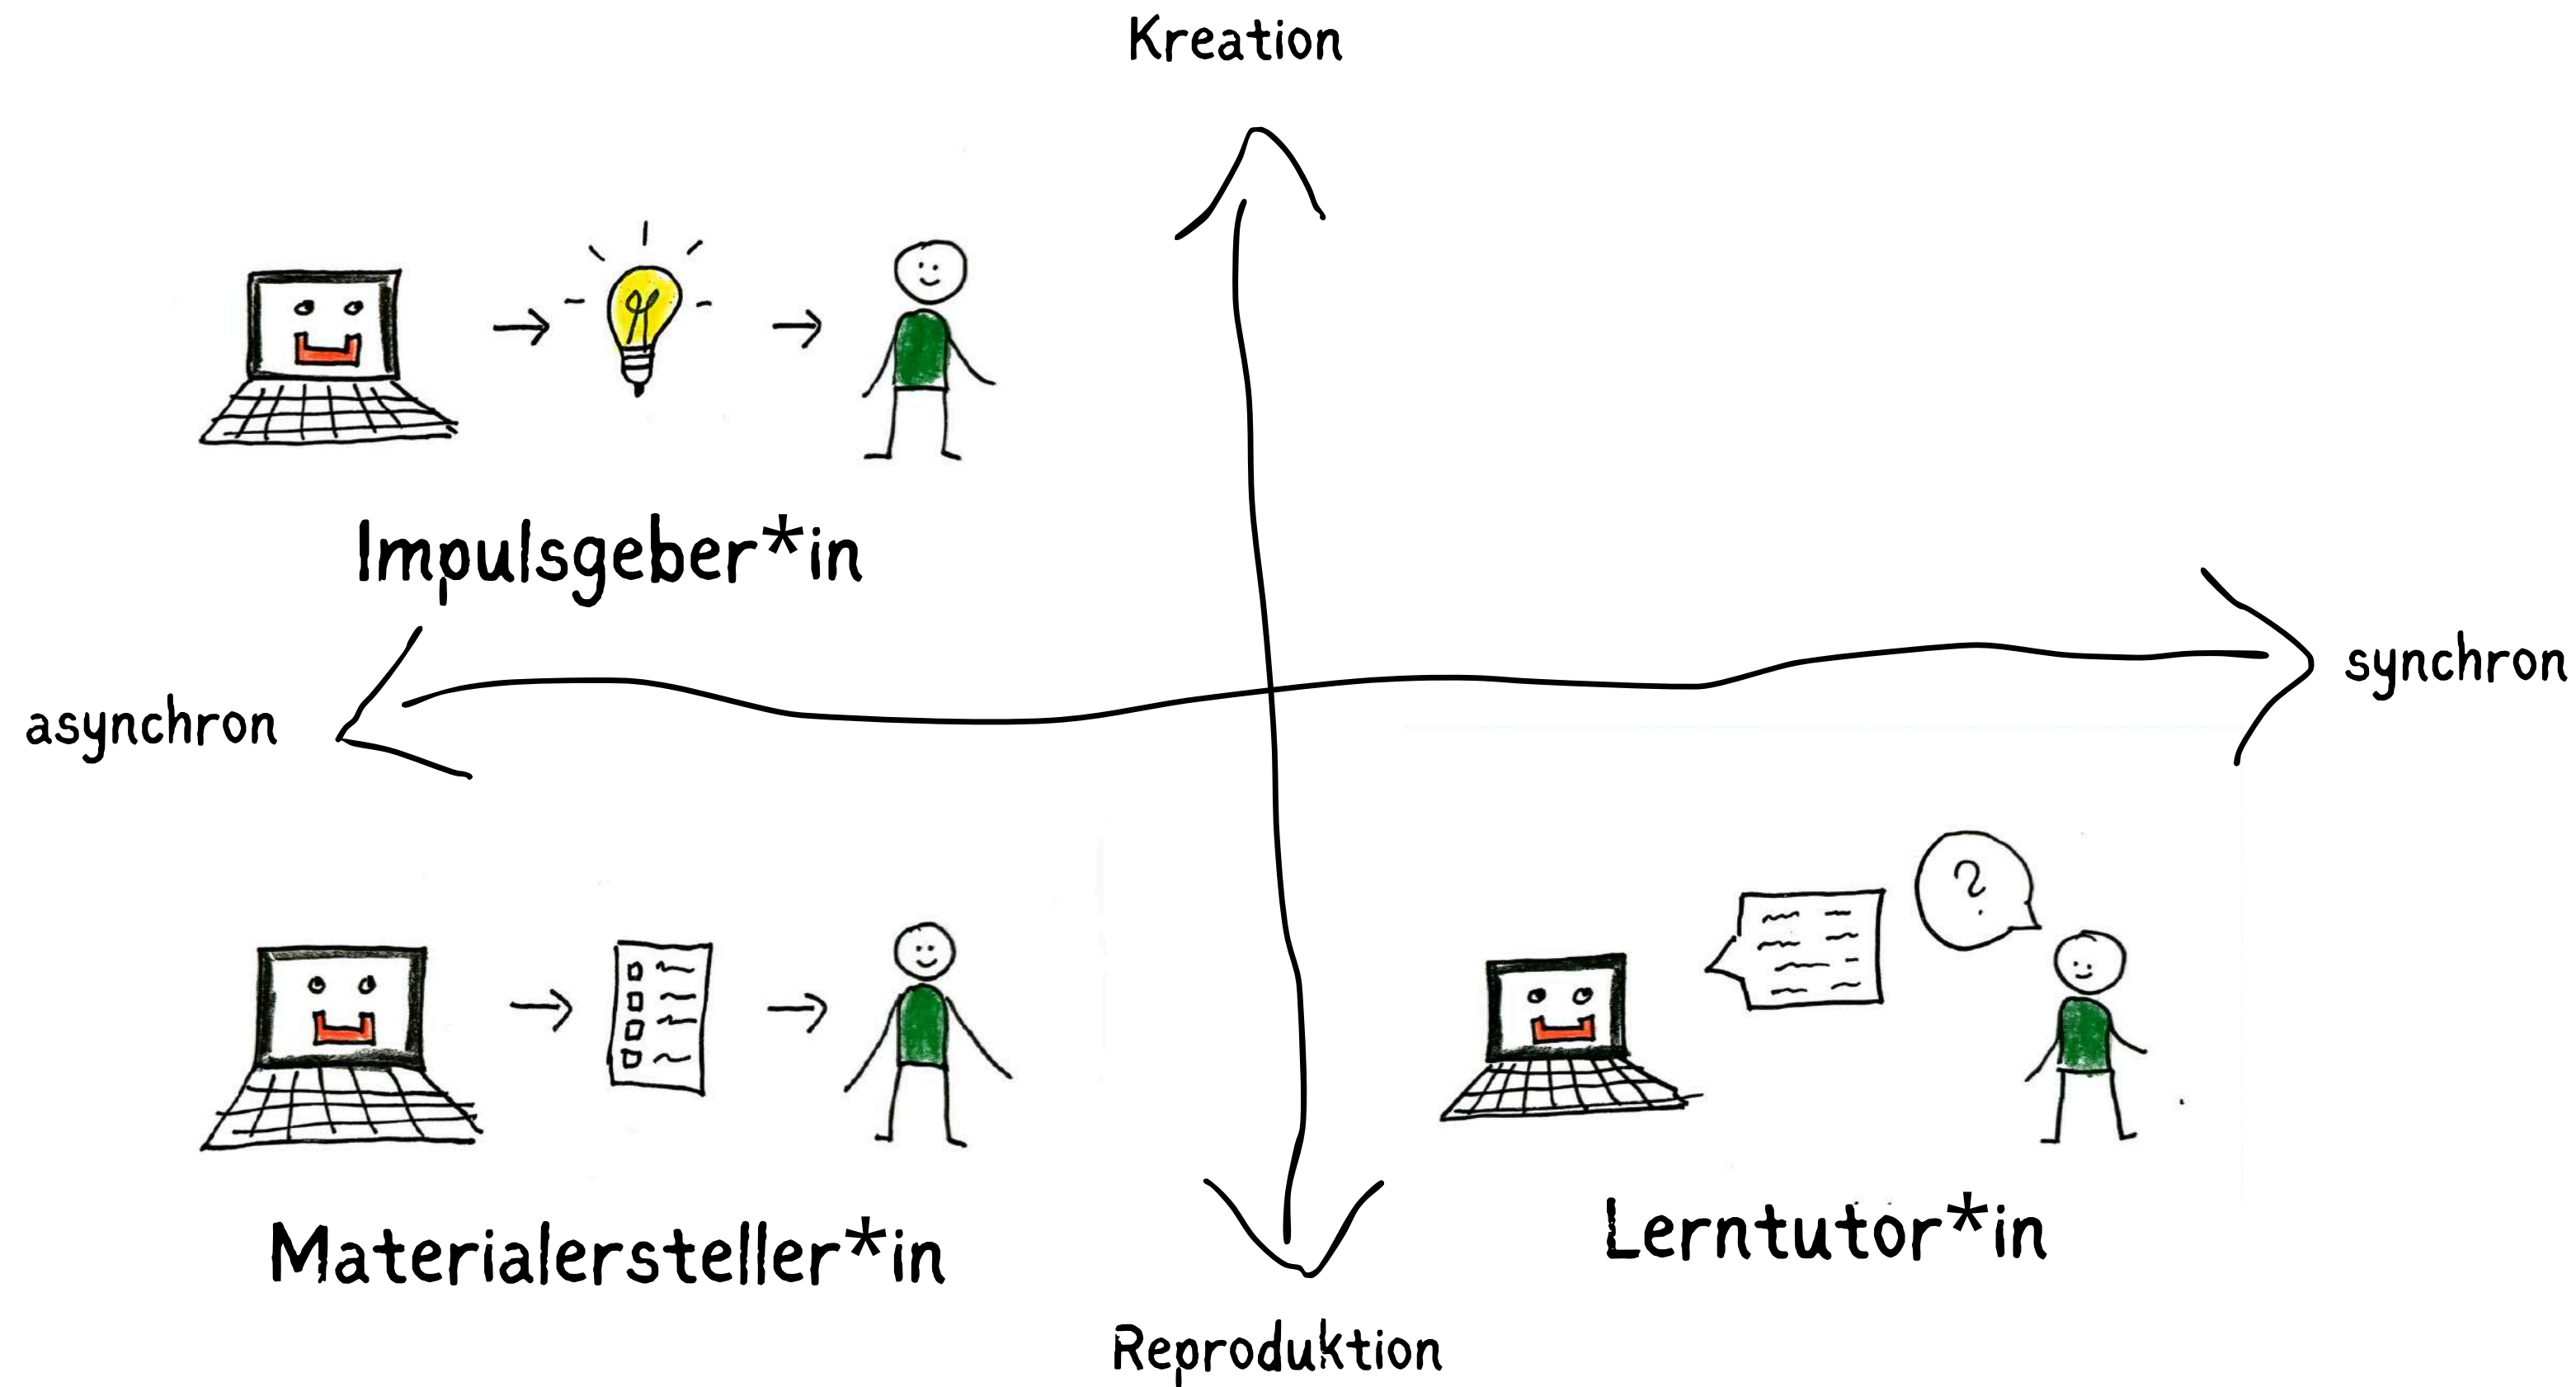 Kreation
Impulsgeber*in
synchron
asynchron
?
Materialersteller*in
Lerntutor*in
Reproduktion